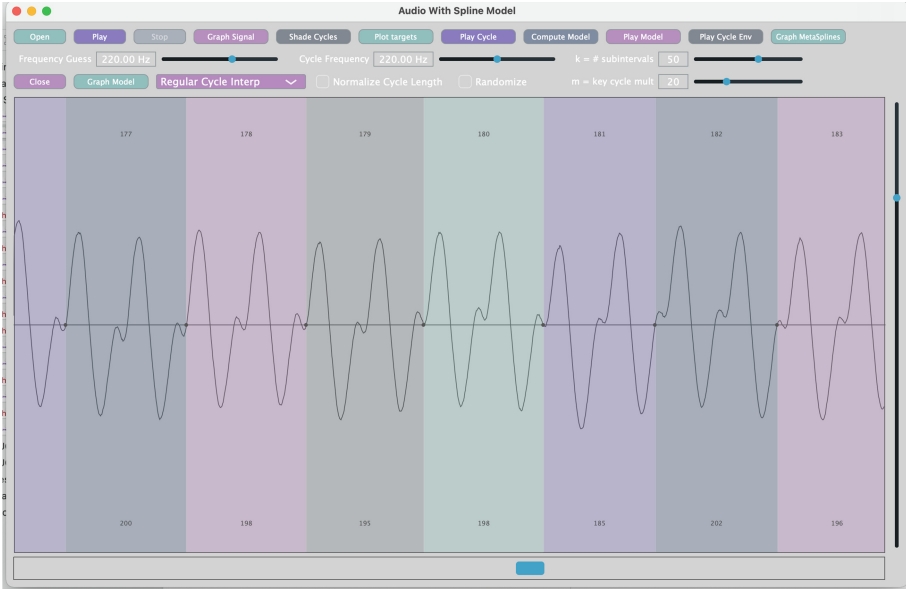 Audio With Spline Model
Open Play Stop Graph Signal Shade Cycles Plot targets Play Cycle Compute Model Play Model Play Cycle Env Graph MetaSplines
Frequency Guess 220.00 Hz Cycle Frequency 220.00 Hz k = # subintervals 50
Close Graph Model Regular Cycle Interp Normalize Cycle Length Randomize m = key cycle mult 20
177 178 179 180 181 182 183
200 198 195 198 185 202 196